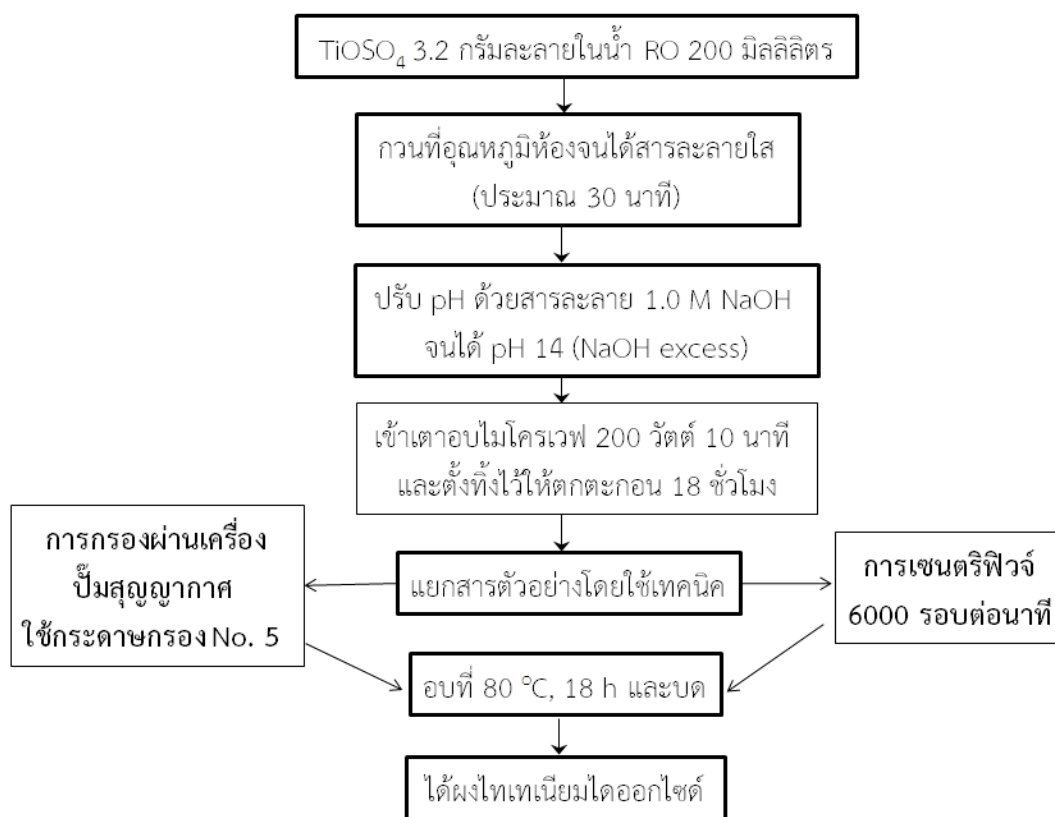 TiOSO₄ 3.2 กรัมละลายในน้ำ RO 200 มิลลิลิตร
กวนที่อุณหภูมิห้องจนได้สารละลายใส
(ประมาณ 30 นาที)
ปรับ pH ด้วยสารละลาย 1.0 M NaOH
จนได้ pH 14 (NaOH excess)
เข้าเตาอบไมโครเวฟ 200 วัตต์ 10 นาที
และตั้งทิ้งไว้ให้ตกตะกอน 18 ชั่วโมง
การกรองผ่านเครื่อง
ปั๊มสุญญากาศ
ใช้กระดาษกรอง No. 5
แยกสารตัวอย่างโดยใช้เทคนิค
การเซนตริฟิวจ์
6000 รอบต่อนาที
อบที่ 80 °C, 18 h และบด
ได้ผงไทเทเนียมไดออกไซด์